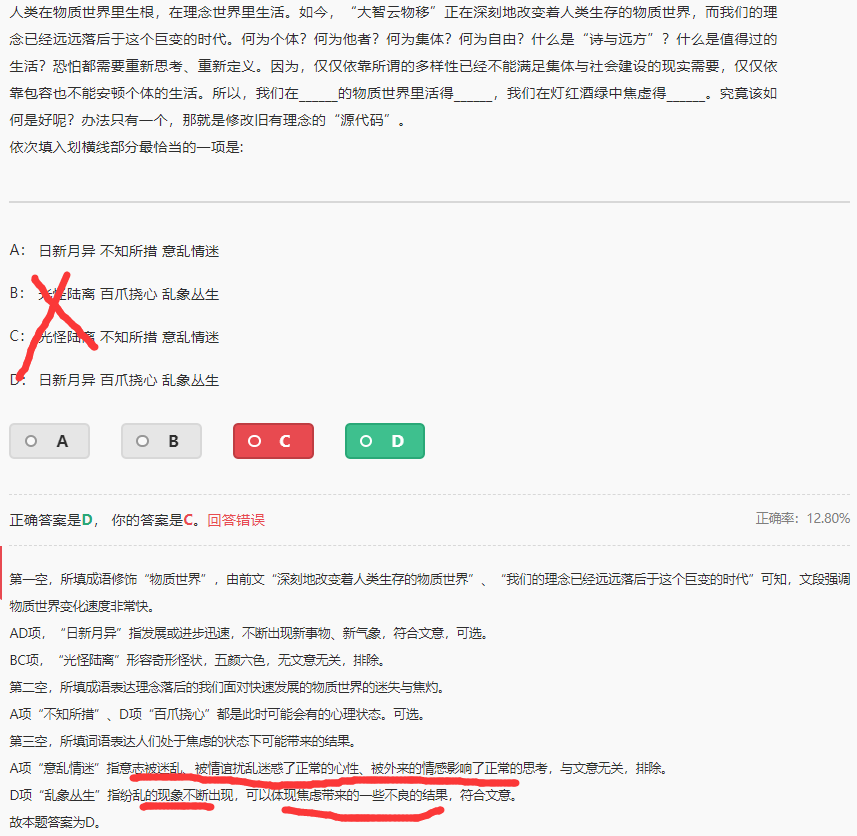 人类在物质世界里生根，在理念世界里生活。如今，“大智云物移”正在深刻地改变着人类生存的物质世界，而我们的理
念已经远远落后于这个巨变的时代。何为个体？何为他者？何为集体？何为自由？什么是“诗与远方”？什么是值得过的
生活？恐怕都需要重新思考、重新定义。因为，仅仅依靠所谓的多样性已经不能满足集体与社会建设的现实需要，仅仅依
靠包容也不能安顿个体的生活。所以，我们在______的物质世界里活得______，我们在灯红酒绿中焦虑得______。究竟该如
何是好呢？办法只有一个，那就是修改旧有理念的“源代码”。
依次填入划横线部分最恰当的一项是:
A： 日新月异 不知所措 意乱情迷
B： 光怪陆离 百爪挠心 乱象丛生
C： 光怪陆离 不知所措 意乱情迷
D： 日新月异 百爪挠心 乱象丛生
A B C D
正确答案是D， 你的答案是C。回答错误 正确率：12.80%
第一空，所填成语修饰“物质世界”，由前文“深刻地改变着人类生存的物质世界”、“我们的理念已经远远落后于这个巨变的时代”可知，文段强调
物质世界变化速度非常快。
AD项，“日新月异”指发展或进步迅速，不断出现新事物、新气象，符合文意，可选。
BC项，“光怪陆离”形容奇形怪状，五颜六色，无文意无关，排除。
第二空，所填成语表达理念落后的我们面对快速发展的物质世界的迷失与焦灼。
A项“不知所措”、D项“百爪挠心”都是此时可能会有的心理状态。可选。
第三空，所填词语表达人们处于焦虑的状态下可能带来的结果。
A项“意乱情迷”指意志被迷乱、被情谊扰乱迷惑了正常的心性、被外来的情感影响了正常的思考，与文意无关，排除。
D项“乱象丛生”指纷乱的现象不断出现，可以体现焦虑带来的一些不良的结果，符合文意。
故本题答案为D。